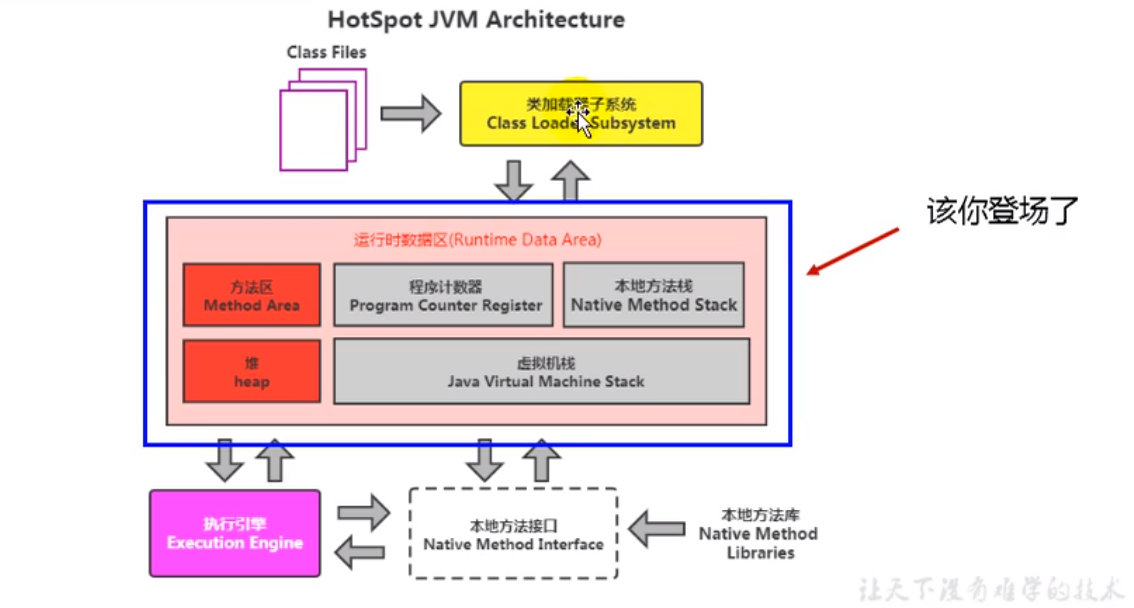 HotSpot JVM Architecture
Class Files
类加载器子系统
Class Loader Subsystem
该你登场了
运行时数据区(Runtime Data Area)
方法区
Method Area
程序计数器
Program Counter Register
本地方法栈
Native Method Stack
堆
heap
虚拟机栈
Java Virtual Machine Stack
执行引擎
Execution Engine
本地方法接口
Native Method Interface
本地方法库
Native Method
Libraries
让天下没有难学的技术